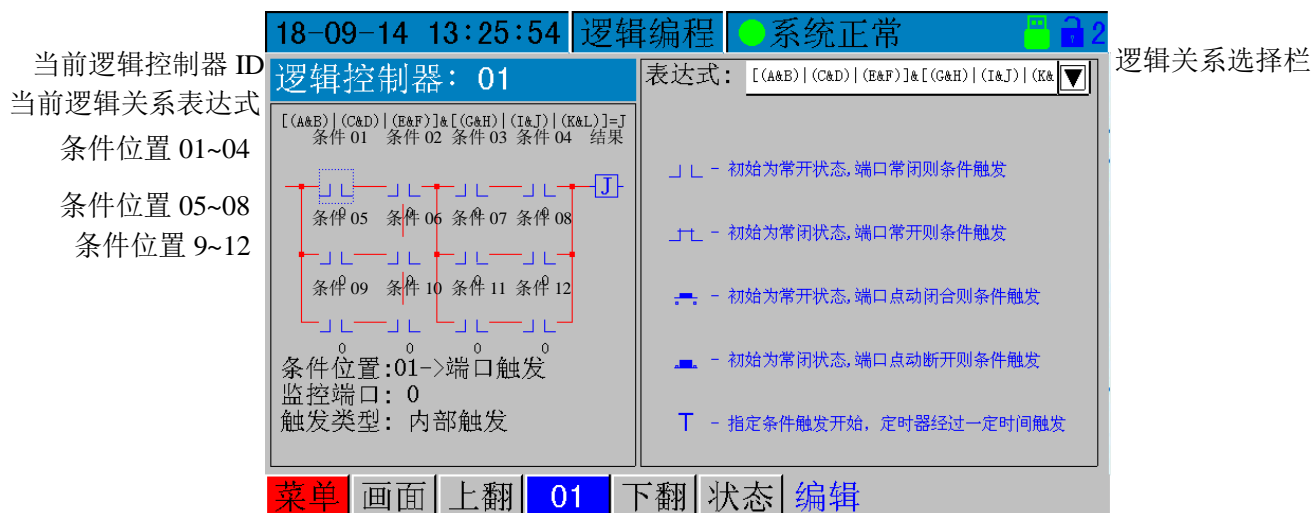 18-09-14 13:25:54 逻辑编程 系统正常 2
当前逻辑控制器 ID
逻辑控制器: 01
表达式: [(A&B)|(C&D)|(E&F)]&[(G&H)|(I&J)|(K&
逻辑关系选择栏
当前逻辑关系表达式
[(A&B)|(C&D)|(E&F)]&[(G&H)|(I&J)|(K&L)]=J
条件位置 01~04
条件 01 条件 02 条件 03 条件 04 结果
J
条件位置 05~08
0 0 0 0
条件 05 条件 06 条件 07 条件 08
条件位置 9~12
0 0 0 0
条件 09 条件 10 条件 11 条件 12
0 0 0 0
条件位置:01->端口触发
监控端口: 0
触发类型: 内部触发
- 初始为常开状态,端口常闭则条件触发
- 初始为常闭状态,端口常开则条件触发
- 初始为常开状态,端口点动闭合则条件触发
- 初始为常闭状态,端口点动断开则条件触发
T - 指定条件触发开始, 定时器经过一定时间触发
菜单 画面 上翻 01 下翻 状态 编辑